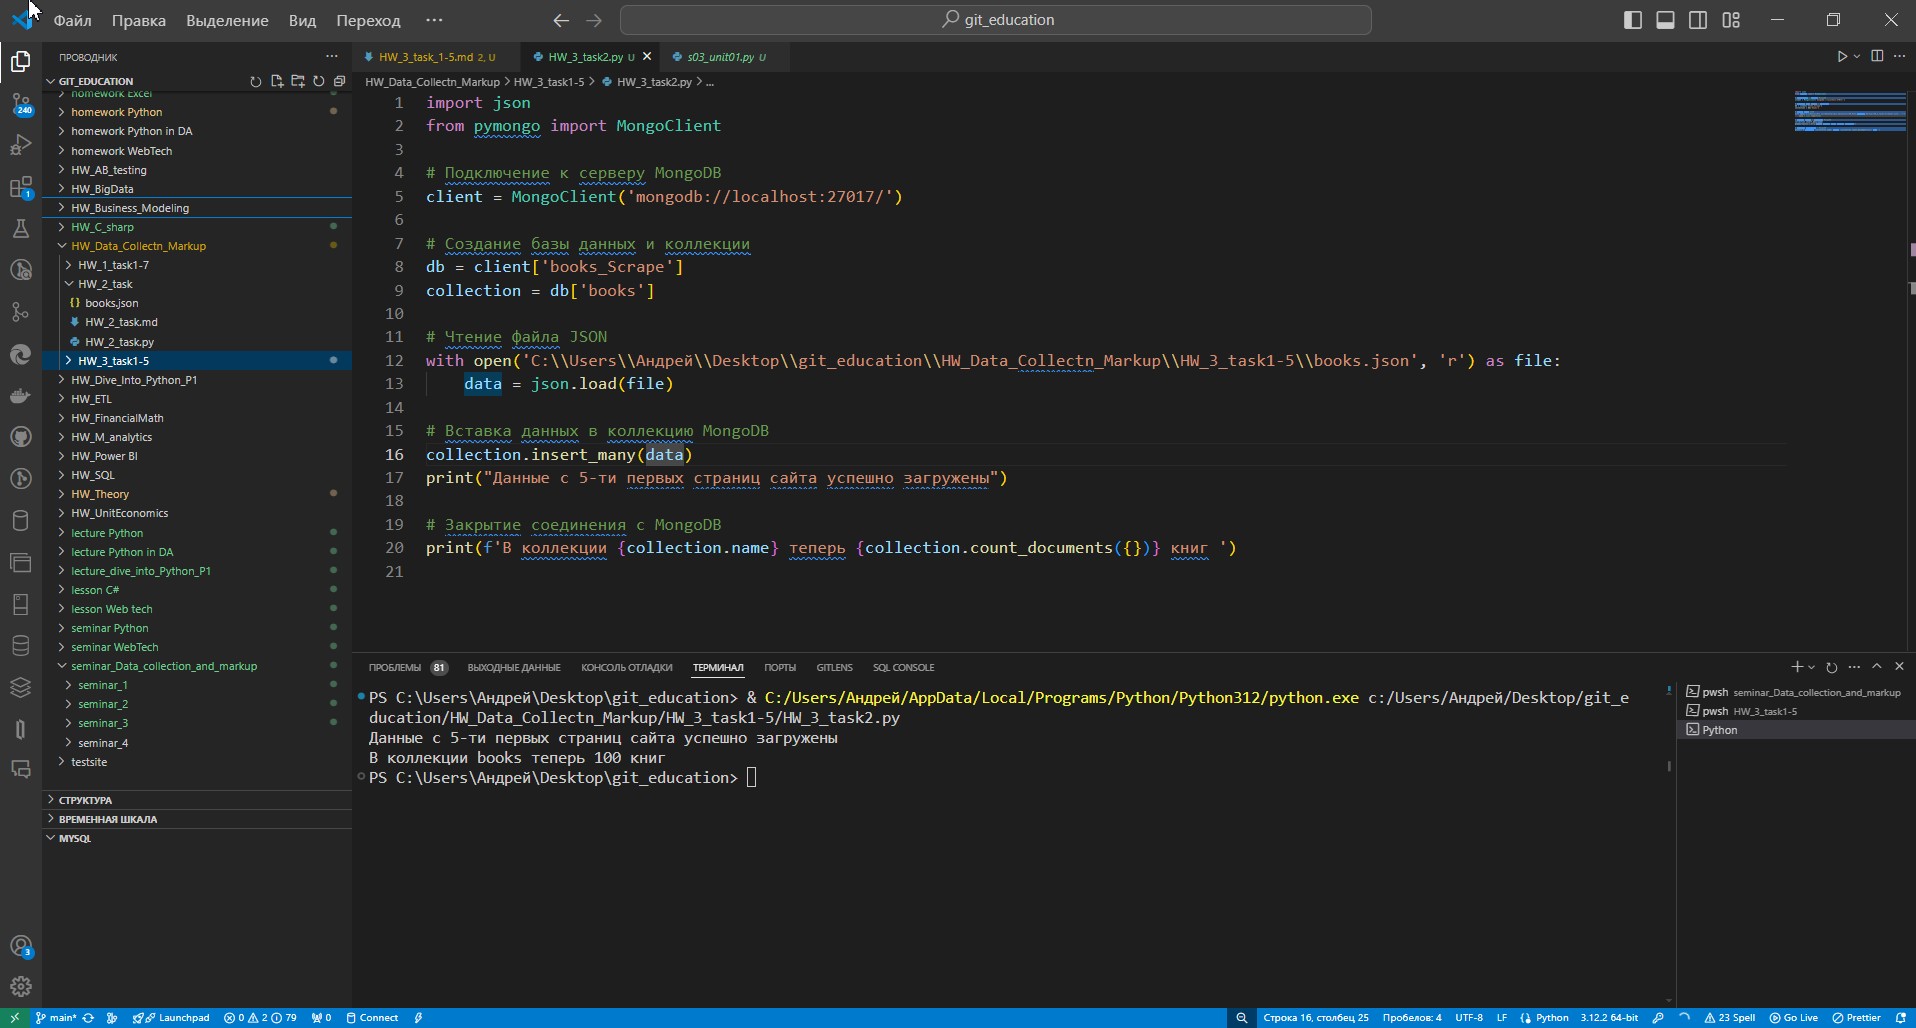 Файл Правка Выделение Вид Переход ··· git_education
ПРОВОДНИК ···
GIT_EDUCATION
homework Excel
homework Python
homework Python in DA
homework WebTech
HW_AB_testing
HW_BigData
HW_Business_Modeling
HW_C_sharp
HW_Data_Collectn_Markup
HW_1_task1-7
HW_2_task
{} books.json
HW_2_task.md
HW_2_task.py
HW_3_task1-5
HW_Dive_Into_Python_P1
HW_ETL
HW_FinancialMath
HW_M_analytics
HW_Power BI
HW_SQL
HW_Theory
HW_UnitEconomics
lecture Python
lecture Python in DA
lecture_dive_into_Python_P1
lesson C#
lesson Web tech
seminar Python
seminar WebTech
seminar_Data_collection_and_markup
seminar_1
seminar_2
seminar_3
seminar_4
testsite
СТРУКТУРА
ВРЕМЕННАЯ ШКАЛА
MYSQL
240
1
3
HW_3_task_1-5.md 2, U HW_3_task2.py U s03_unit01.py U
HW_Data_Collectn_Markup > HW_3_task1-5 > HW_3_task2.py > ...
1 import json
2 from pymongo import MongoClient
3
4 # Подключение к серверу MongoDB
5 client = MongoClient('mongodb://localhost:27017/')
6
7 # Создание базы данных и коллекции
8 db = client['books_Scrape']
9 collection = db['books']
10
11 # Чтение файла JSON
12 with open('C:\\Users\\Андрей\\Desktop\\git_education\\HW_Data_Collectn_Markup\\HW_3_task1-5\\books.json', 'r') as file:
13 data = json.load(file)
14
15 # Вставка данных в коллекцию MongoDB
16 collection.insert_many(data)
17 print("Данные с 5-ти первых страниц сайта успешно загружены")
18
19 # Закрытие соединения с MongoDB
20 print(f'В коллекции {collection.name} теперь {collection.count_documents({})} книг ')
21
ПРОБЛЕМЫ 81 ВЫХОДНЫЕ ДАННЫЕ КОНСОЛЬ ОТЛАДКИ ТЕРМИНАЛ ПОРТЫ GITLENS SQL CONSOLE
PS C:\Users\Андрей\Desktop\git_education> & C:/Users/Андрей/AppData/Local/Programs/Python/Python312/python.exe c:/Users/Андрей/Desktop/git_e
ducation/HW_Data_Collectn_Markup/HW_3_task1-5/HW_3_task2.py
Данные с 5-ти первых страниц сайта успешно загружены
В коллекции books теперь 100 книг
PS C:\Users\Андрей\Desktop\git_education>
pwsh seminar_Data_collection_and_markup
pwsh HW_3_task1-5
Python
main* Launchpad 0 2 79 0 Connect Строка 16, столбец 25 Пробелов: 4 UTF-8 LF Python 3.12.2 64-bit 23 Spell Go Live Prettier